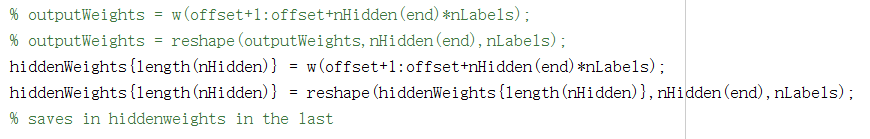 % outputWeights = w(offset+1:offset+nHidden(end)*nLabels);
% outputWeights = reshape(outputWeights,nHidden(end),nLabels);
hiddenWeights{length(nHidden)} = w(offset+1:offset+nHidden(end)*nLabels);
hiddenWeights{length(nHidden)} = reshape(hiddenWeights{length(nHidden)},nHidden(end),nLabels);
% saves in hiddenweights in the last